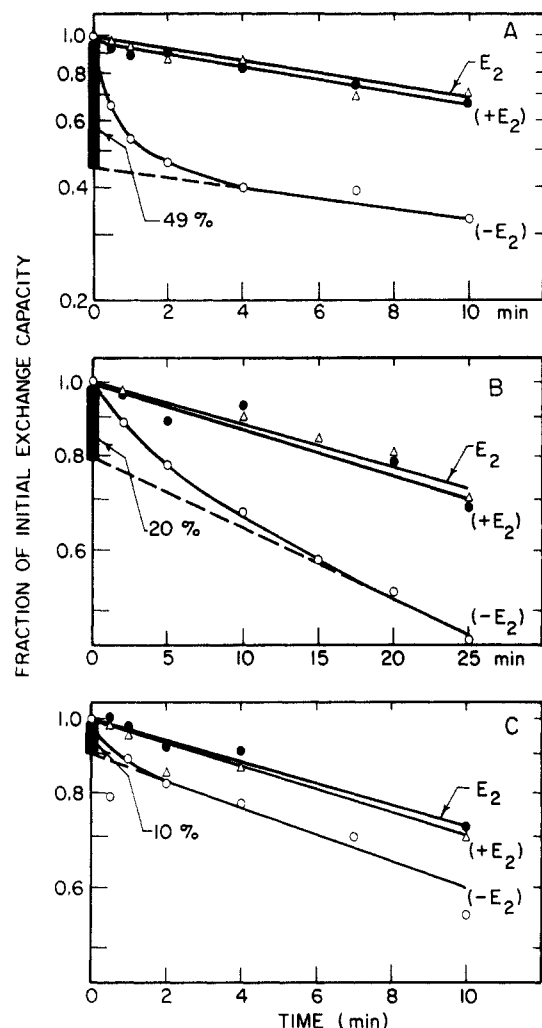 FRACTION OF INITIAL EXCHANGE CAPACITY
A
1.0
0.8
0.6
0.4
0.2
E2
(+E2)
(-E2)
49 %
0 2 4 6 8 10 min
B
1.0
0.8
0.6
E2
(+E2)
(-E2)
20 %
0 5 10 15 20 25 min
C
1.0
0.8
0.6
E2
(+E2)
(-E2)
10 %
0 2 4 6 8 10
TIME (min)